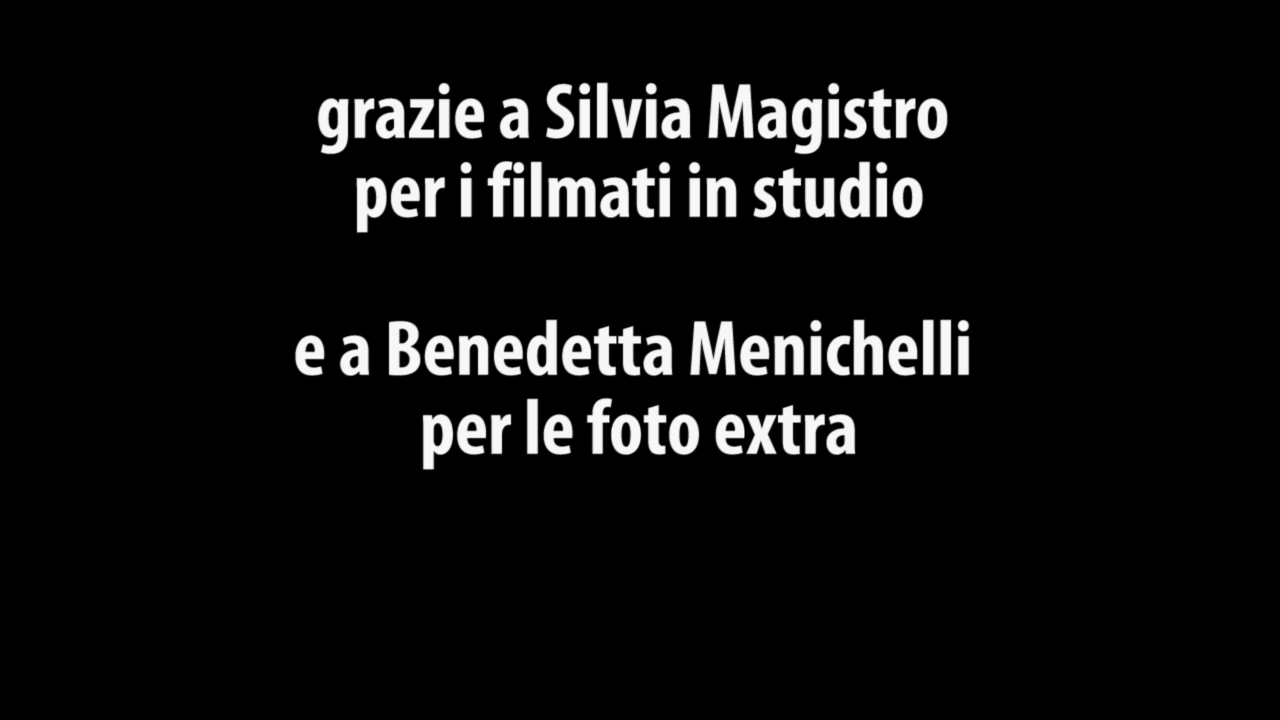 grazie a Silvia Magistro
per i filmati in studio
e a Benedetta Menichelli
per le foto extra